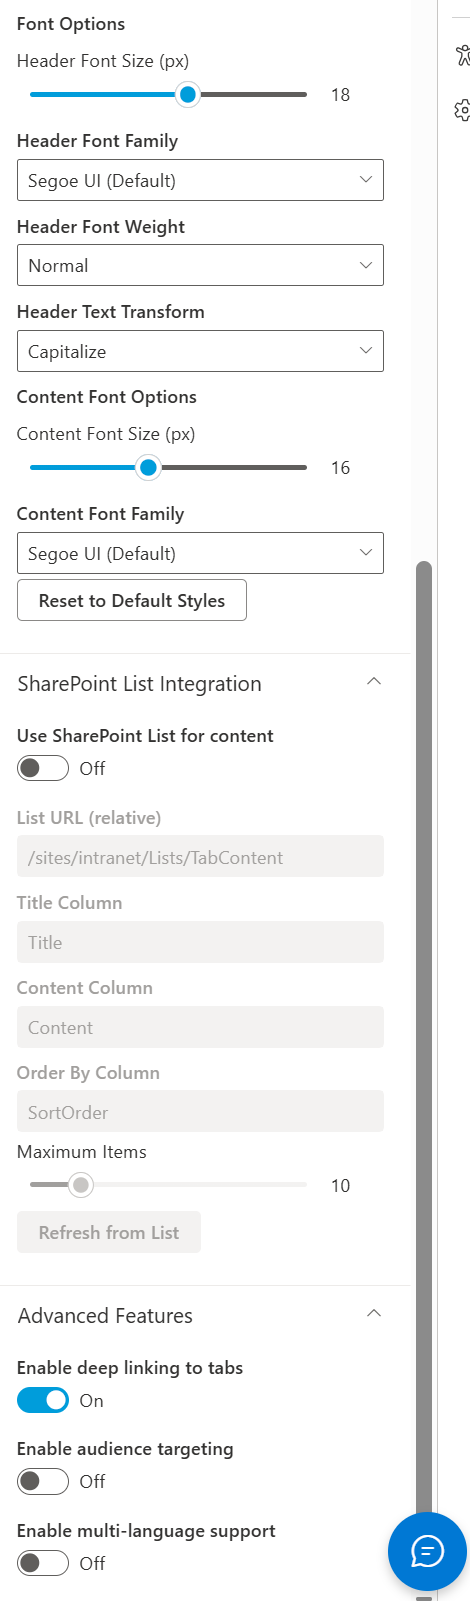 Font Options
Header Font Size (px)
18
Header Font Family
Segoe UI (Default)
Header Font Weight
Normal
Header Text Transform
Capitalize
Content Font Options
Content Font Size (px)
16
Content Font Family
Segoe UI (Default)
Reset to Default Styles
SharePoint List Integration
Use SharePoint List for content
Off
List URL (relative)
/sites/intranet/Lists/TabContent
Title Column
Title
Content Column
Content
Order By Column
SortOrder
Maximum Items
10
Refresh from List
Advanced Features
Enable deep linking to tabs
On
Enable audience targeting
Off
Enable multi-language support
Off